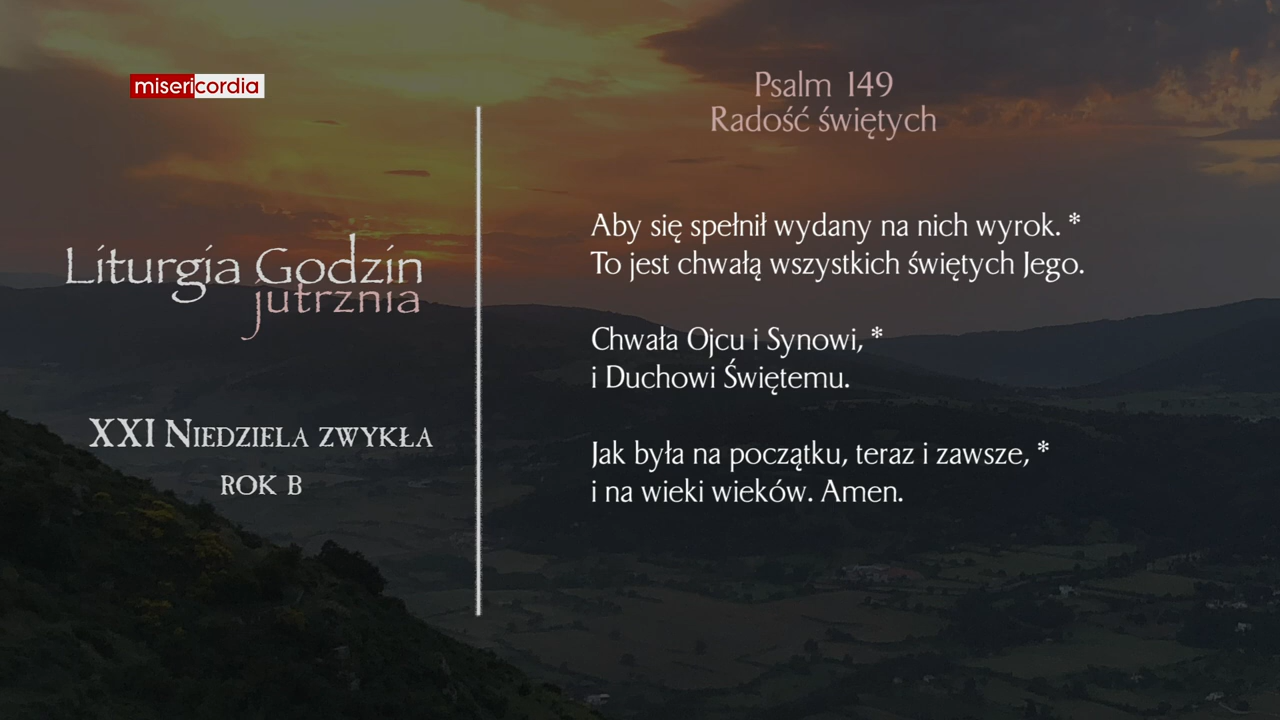 misericordia
Liturgia Godzin
jutrznia
XXI Niedziela zwykła
rok B
Psalm 149
Radość świętych
Aby się spełnił wydany na nich wyrok. *
To jest chwałą wszystkich świętych Jego.
Chwała Ojcu i Synowi, *
i Duchowi Świętemu.
Jak była na początku, teraz i zawsze, *
i na wieki wieków. Amen.